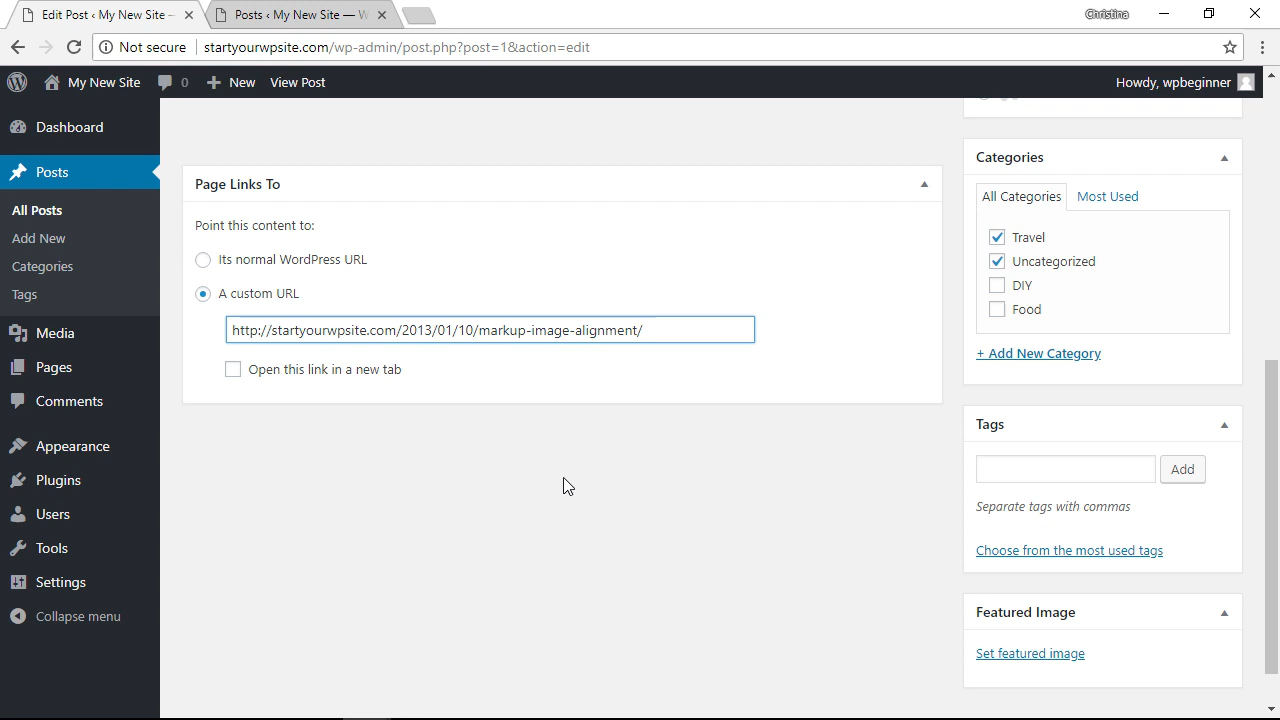 Edit Post ‹ My New Site -
Posts ‹ My New Site — W
Christina
Not secure
startyourwpsite.com/wp-admin/post.php?post=1&action=edit
My New Site
0
New
View Post
Howdy, wpbeginner
Dashboard
Posts
All Posts
Add New
Categories
Tags
Media
Pages
Comments
Appearance
Plugins
Users
Tools
Settings
Collapse menu
Page Links To
Point this content to:
Its normal WordPress URL
A custom URL
http://startyourwpsite.com/2013/01/10/markup-image-alignment/
Open this link in a new tab
Categories
All Categories
Most Used
Travel
Uncategorized
DIY
Food
+ Add New Category
Tags
Add
Separate tags with commas
Choose from the most used tags
Featured Image
Set featured image